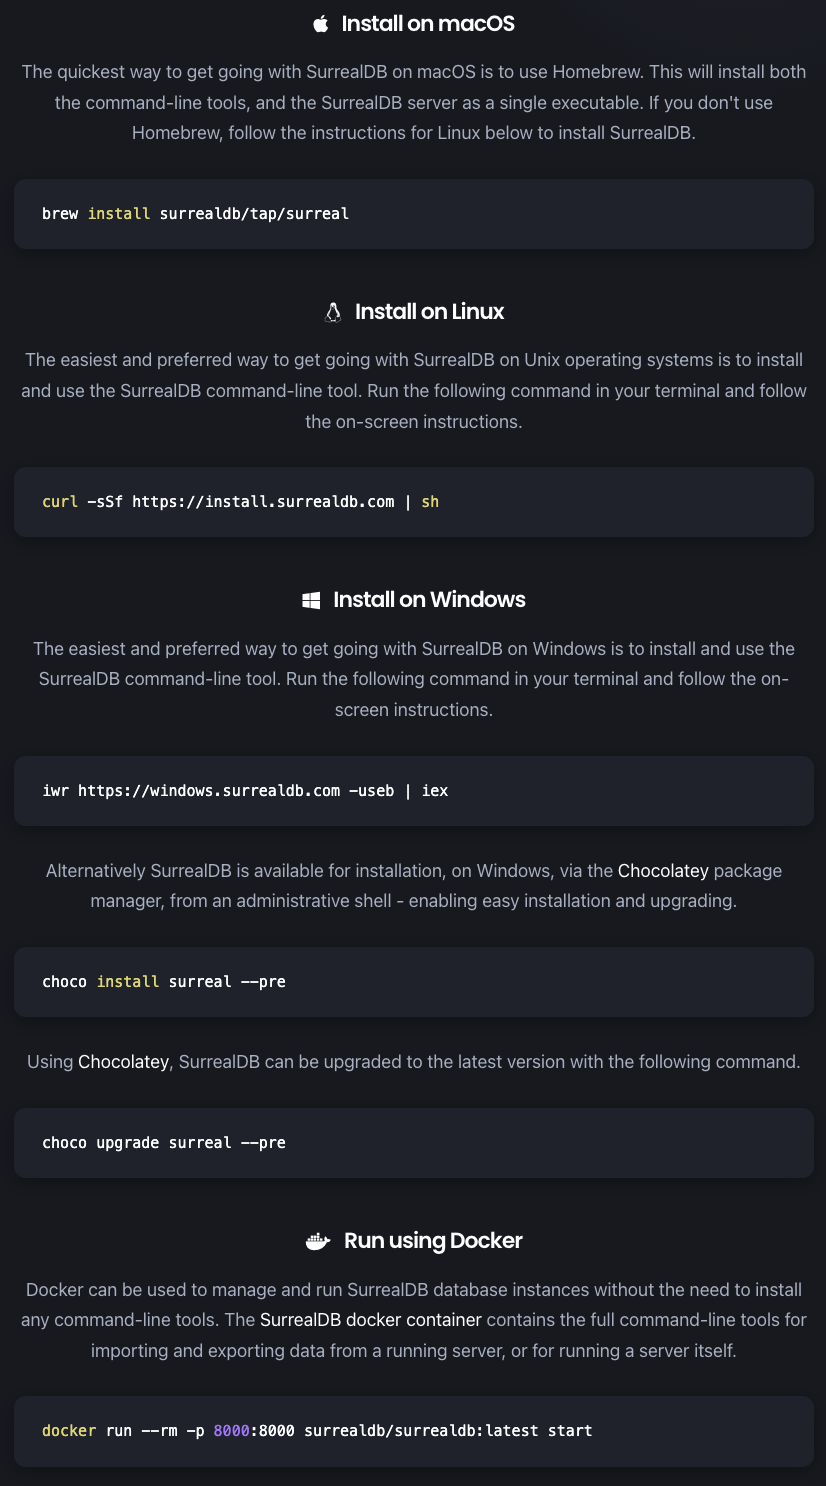 Install on macOS
The quickest way to get going with SurrealDB on macOS is to use Homebrew. This will install both
the command-line tools, and the SurrealDB server as a single executable. If you don't use
Homebrew, follow the instructions for Linux below to install SurrealDB.
brew install surrealdb/tap/surreal
Install on Linux
The easiest and preferred way to get going with SurrealDB on Unix operating systems is to install
and use the SurrealDB command-line tool. Run the following command in your terminal and follow
the on-screen instructions.
curl -sSf https://install.surrealdb.com | sh
Install on Windows
The easiest and preferred way to get going with SurrealDB on Windows is to install and use the
SurrealDB command-line tool. Run the following command in your terminal and follow the on-
screen instructions.
iwr https://windows.surrealdb.com -useb | iex
Alternatively SurrealDB is available for installation, on Windows, via the Chocolatey package
manager, from an administrative shell - enabling easy installation and upgrading.
choco install surreal --pre
Using Chocolatey, SurrealDB can be upgraded to the latest version with the following command.
choco upgrade surreal --pre
Run using Docker
Docker can be used to manage and run SurrealDB database instances without the need to install
any command-line tools. The SurrealDB docker container contains the full command-line tools for
importing and exporting data from a running server, or for running a server itself.
docker run --rm -p 8000:8000 surrealdb/surrealdb:latest start